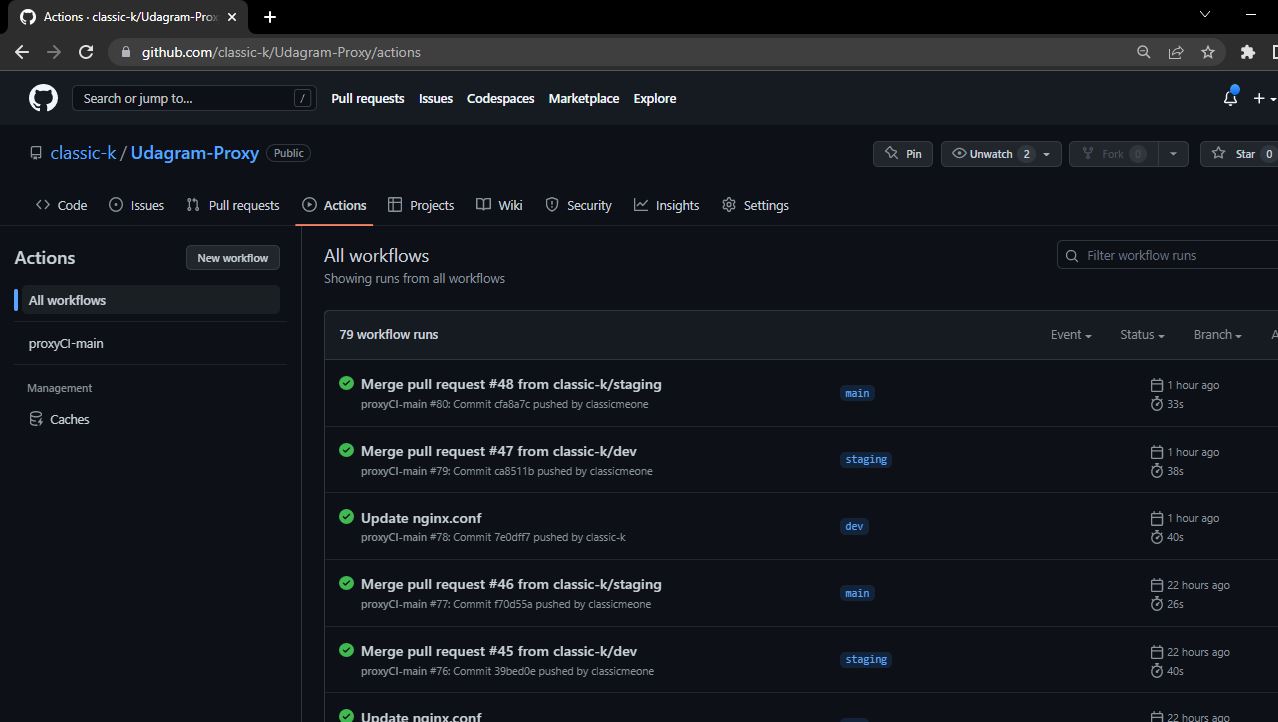 Actions · classic-k/Udagram-Prox
github.com/classic-k/Udagram-Proxy/actions
Search or jump to... /
Pull requests Issues Codespaces Marketplace Explore
classic-k / Udagram-Proxy Public
Pin Unwatch 2 Fork 0 Star 0
Code Issues Pull requests Actions Projects Wiki Security Insights Settings
Actions
New workflow
All workflows
proxyCI-main
Management
Caches
All workflows
Showing runs from all workflows
Filter workflow runs
79 workflow runs
Event Status Branch A
Merge pull request #48 from classic-k/staging
proxyCI-main #80: Commit cfa8a7c pushed by classicmeone
main
1 hour ago
33s
Merge pull request #47 from classic-k/dev
proxyCI-main #79: Commit ca8511b pushed by classicmeone
staging
1 hour ago
38s
Update nginx.conf
proxyCI-main #78: Commit 7e0dff7 pushed by classic-k
dev
1 hour ago
40s
Merge pull request #46 from classic-k/staging
proxyCI-main #77: Commit f70d55a pushed by classicmeone
main
22 hours ago
26s
Merge pull request #45 from classic-k/dev
proxyCI-main #76: Commit 39bed0e pushed by classicmeone
staging
22 hours ago
40s
Update nginx.conf
22 hours ago